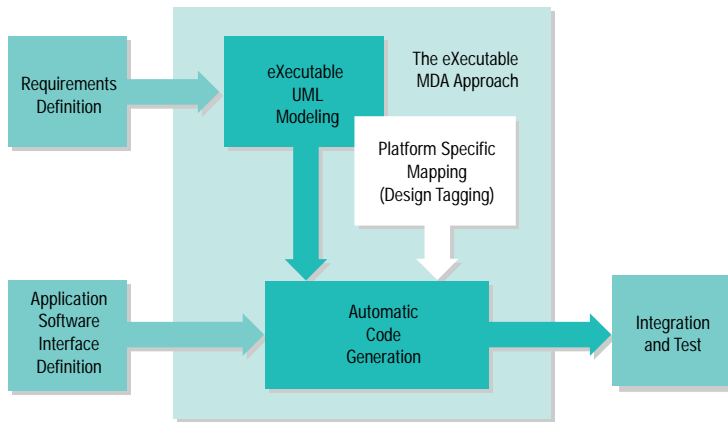 Requirements
Definition
eXecutable
UML
Modeling
The eXecutable
MDA Approach
Platform Specific
Mapping
(Design Tagging)
Application
Software
Interface
Definition
Automatic
Code
Generation
Integration
and Test